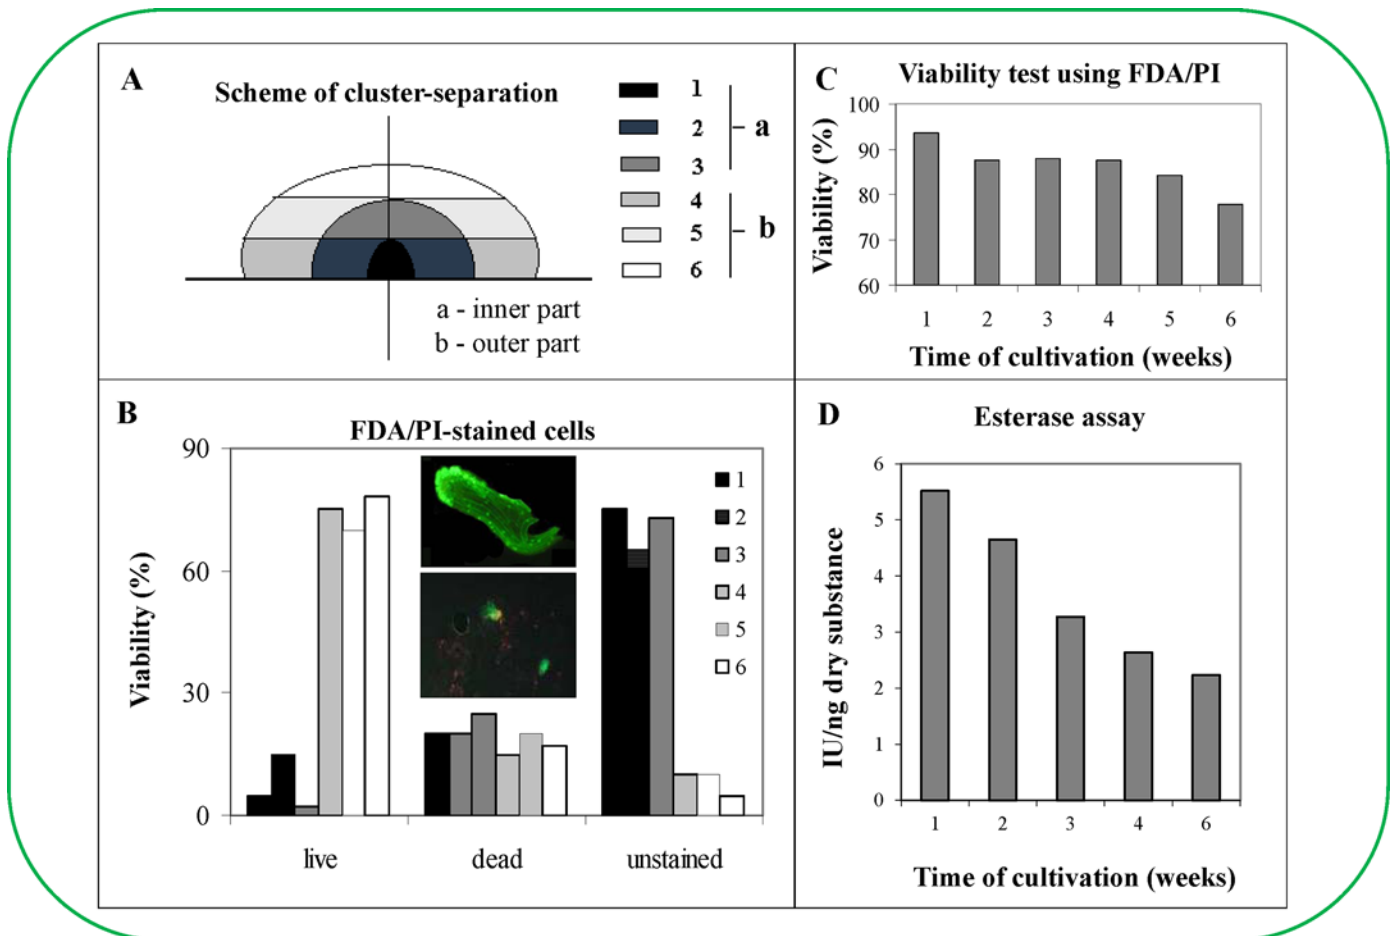 A
Scheme of cluster-separation
1
2
3
4
5
6
a
b
a - inner part
b - outer part
C
Viability test using FDA/PI
Viability (%)
100
90
80
70
60
1 2 3 4 5 6
Time of cultivation (weeks)
B
FDA/PI-stained cells
Viability (%)
90
60
30
0
1
2
3
4
5
6
live dead unstained
D
Esterase assay
IU/ng dry substance
6
5
4
3
2
1
0
1 2 3 4 6
Time of cultivation (weeks)